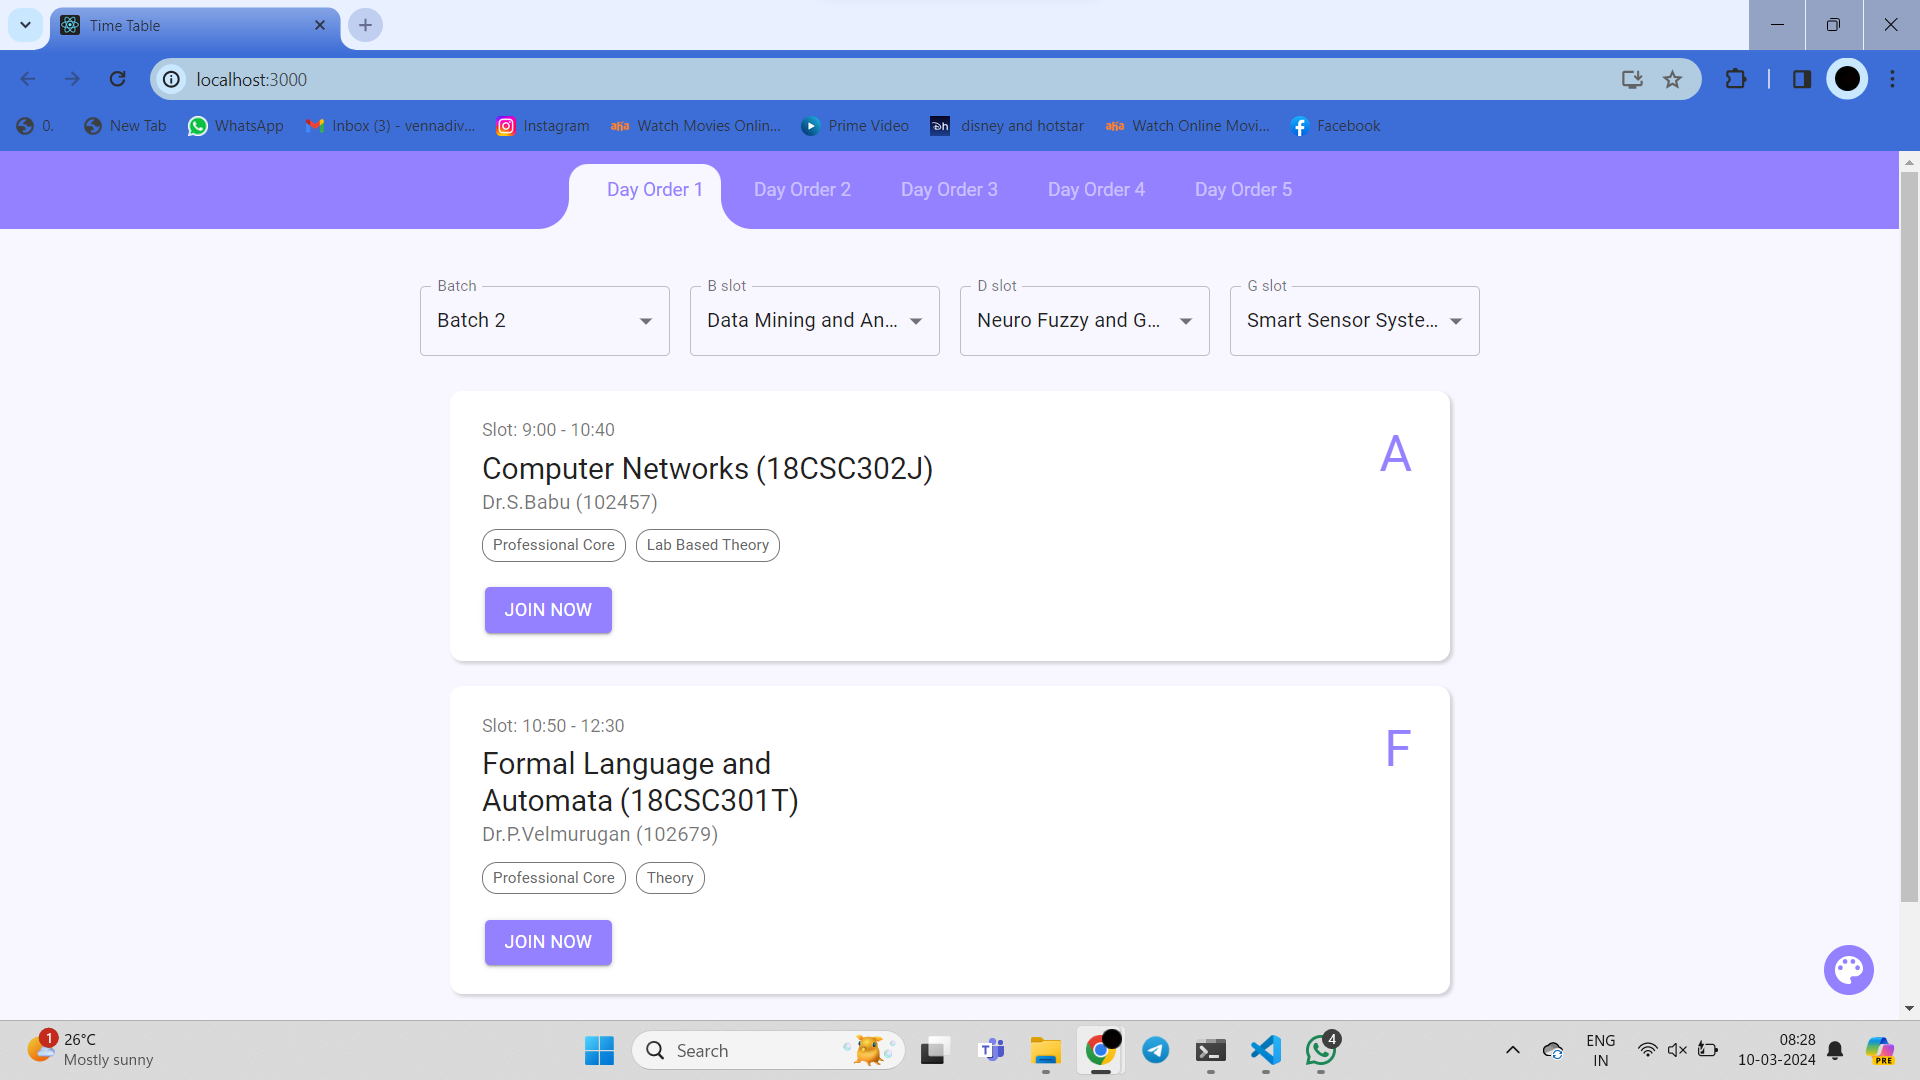 Time Table
localhost:3000
0.
New Tab
WhatsApp
Inbox (3) - vennadiv...
Instagram
aha Watch Movies Onlin...
Prime Video
disney and hotstar
aha Watch Online Movi...
Facebook
Day Order 1
Day Order 2
Day Order 3
Day Order 4
Day Order 5
Batch
Batch 2
B slot
Data Mining and An...
D slot
Neuro Fuzzy and G...
G slot
Smart Sensor Syste...
Slot: 9:00 - 10:40
A
Computer Networks (18CSC302J)
Dr.S.Babu (102457)
Professional Core
Lab Based Theory
JOIN NOW
Slot: 10:50 - 12:30
F
Formal Language and
Automata (18CSC301T)
Dr.P.Velmurugan (102679)
Professional Core
Theory
JOIN NOW
1
26°C
Mostly sunny
Search
4
ENG
IN
08:28
10-03-2024
PRE